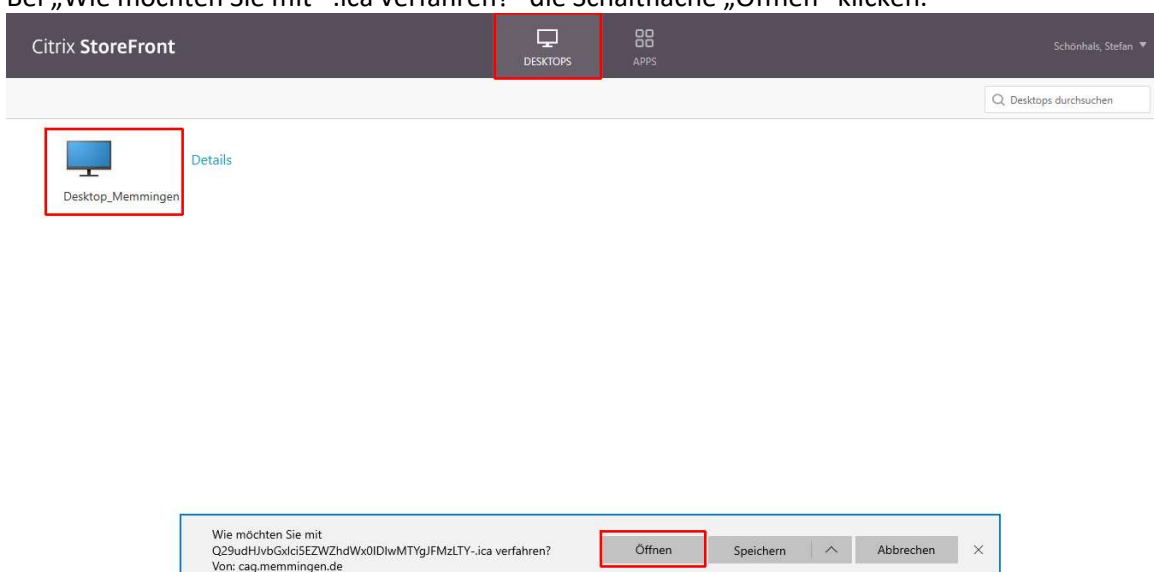 Bei „Wie möchten Sie mit “.ica verfahren?“ die Schaltfläche „Öffnen“ klicken.
Citrix StoreFront
DESKTOPS
APPS
Schönhals, Stefan
Desktops durchsuchen
Details
Desktop_Memmingen
Wie möchten Sie mit
Q29udHJvbGxlci5EZWZhdWx0IDIwMTYgJFMzLTY-.ica verfahren?
Von: cag.memmingen.de
Öffnen
Speichern
Abbrechen